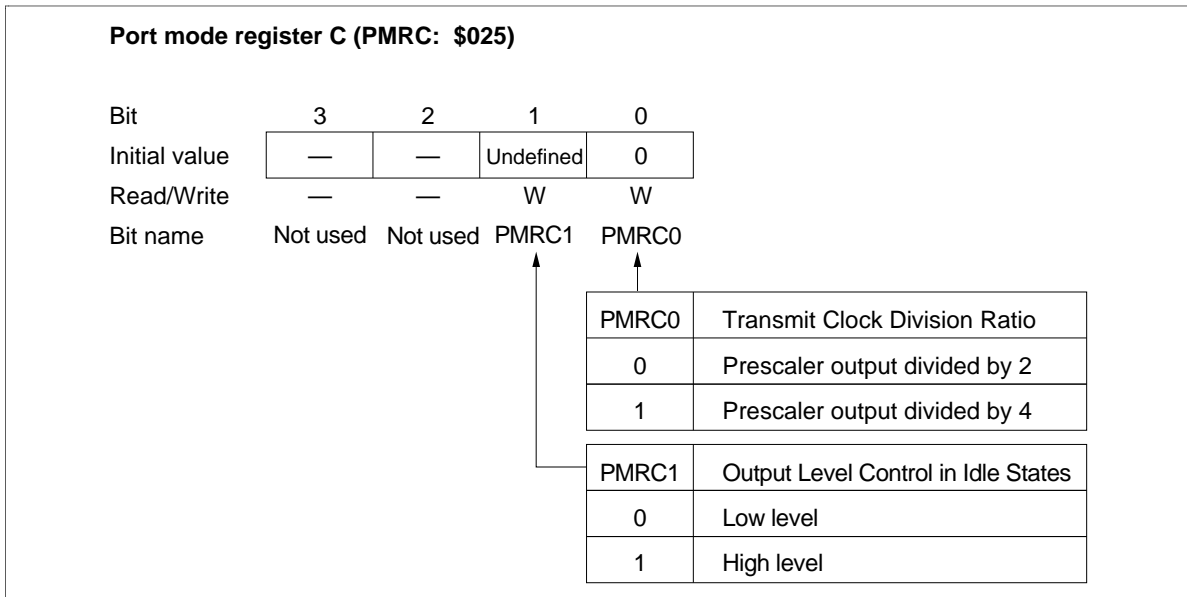 Port mode register C (PMRC: $025)
Bit 3 2 1 0
Initial value — — Undefined 0
Read/Write — — W W
Bit name Not used Not used PMRC1 PMRC0
PMRC0 Transmit Clock Division Ratio
0 Prescaler output divided by 2
1 Prescaler output divided by 4
PMRC1 Output Level Control in Idle States
0 Low level
1 High level